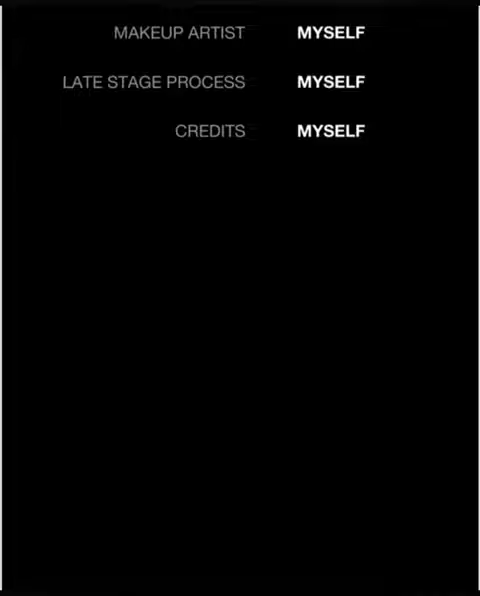 MAKEUP ARTIST MYSELF
LATE STAGE PROCESS MYSELF
CREDITS MYSELF